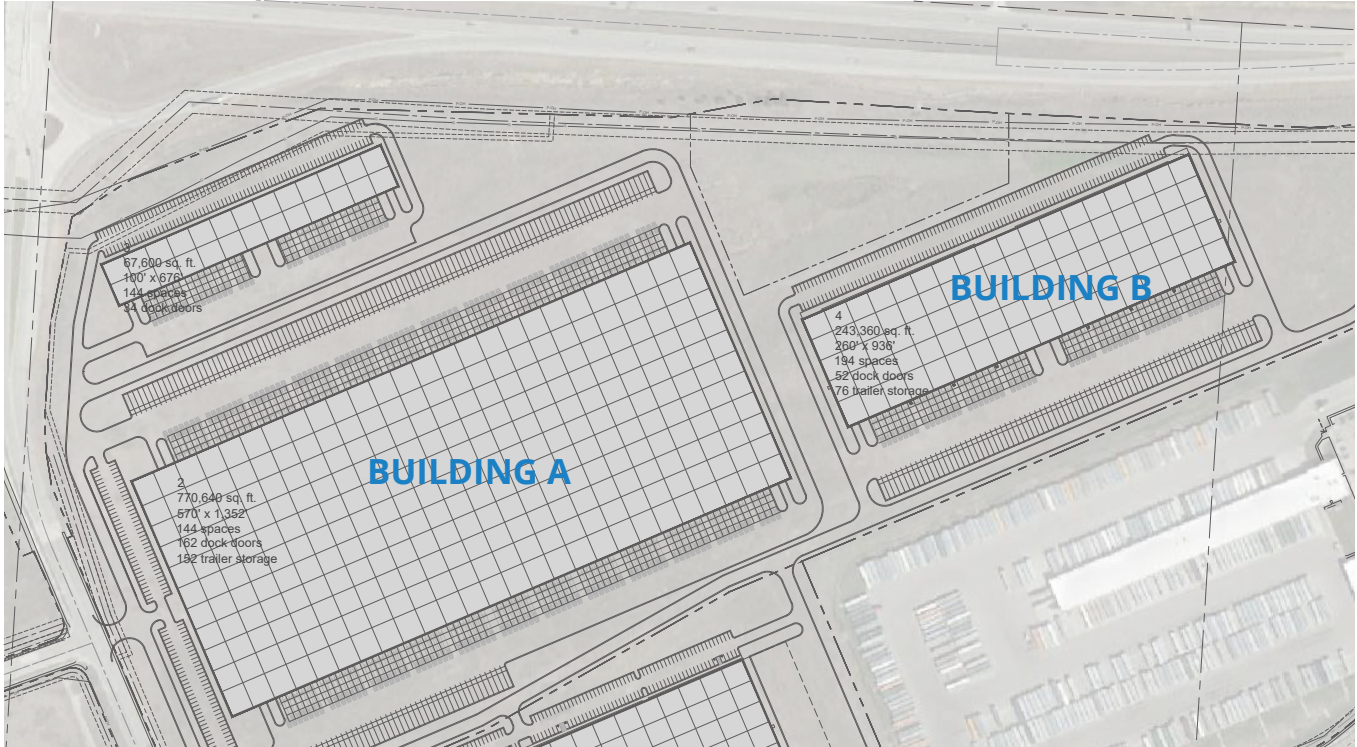 67,600 sq. ft.
100' x 676'
144 spaces
34 dock doors
BUILDING B
4
243,360 sq. ft.
260' x 936'
194 spaces
52 dock doors
76 trailer storage
BUILDING A
2
770,640 sq. ft.
570' x 1,352'
144 spaces
162 dock doors
152 trailer storage